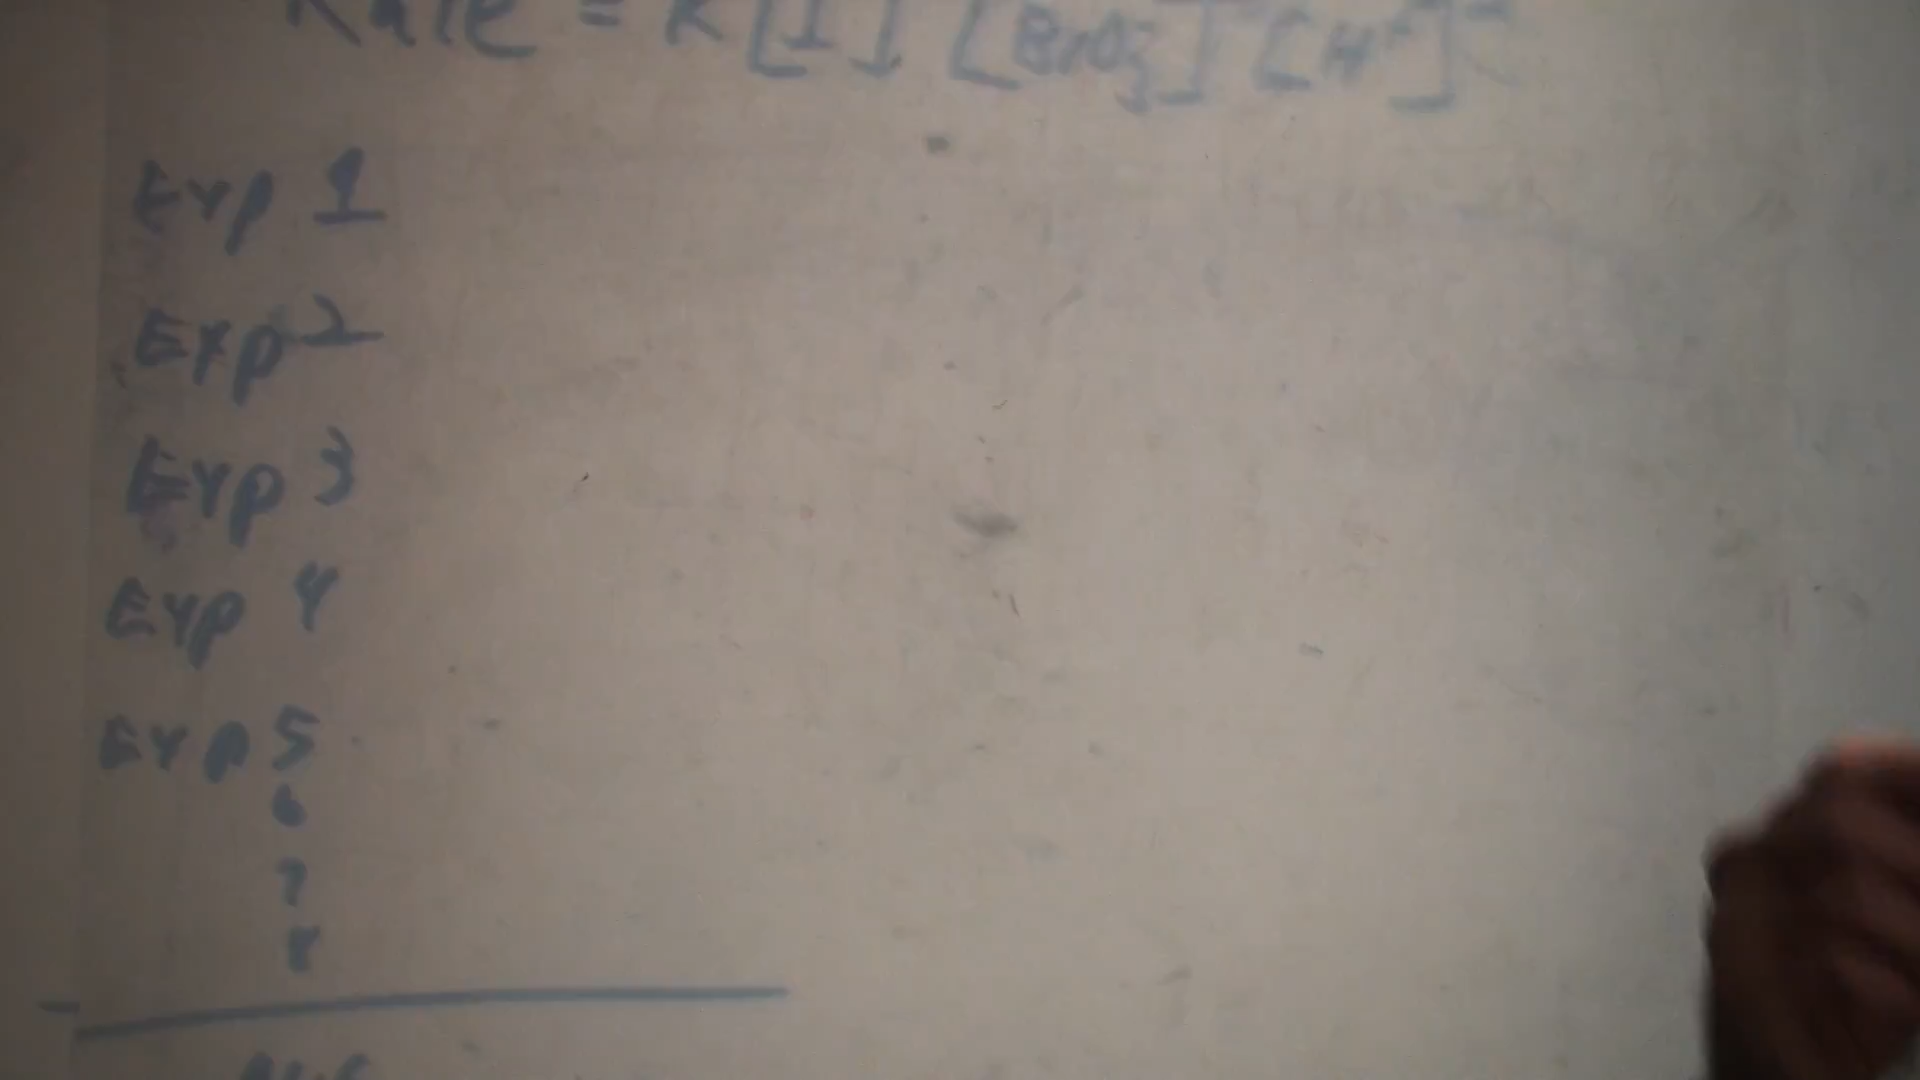 Rate = K [I] [BrO3-] [H+]
Exp 1
Exp 2
Exp 3
Exp 4
Exp 5
6
7
8